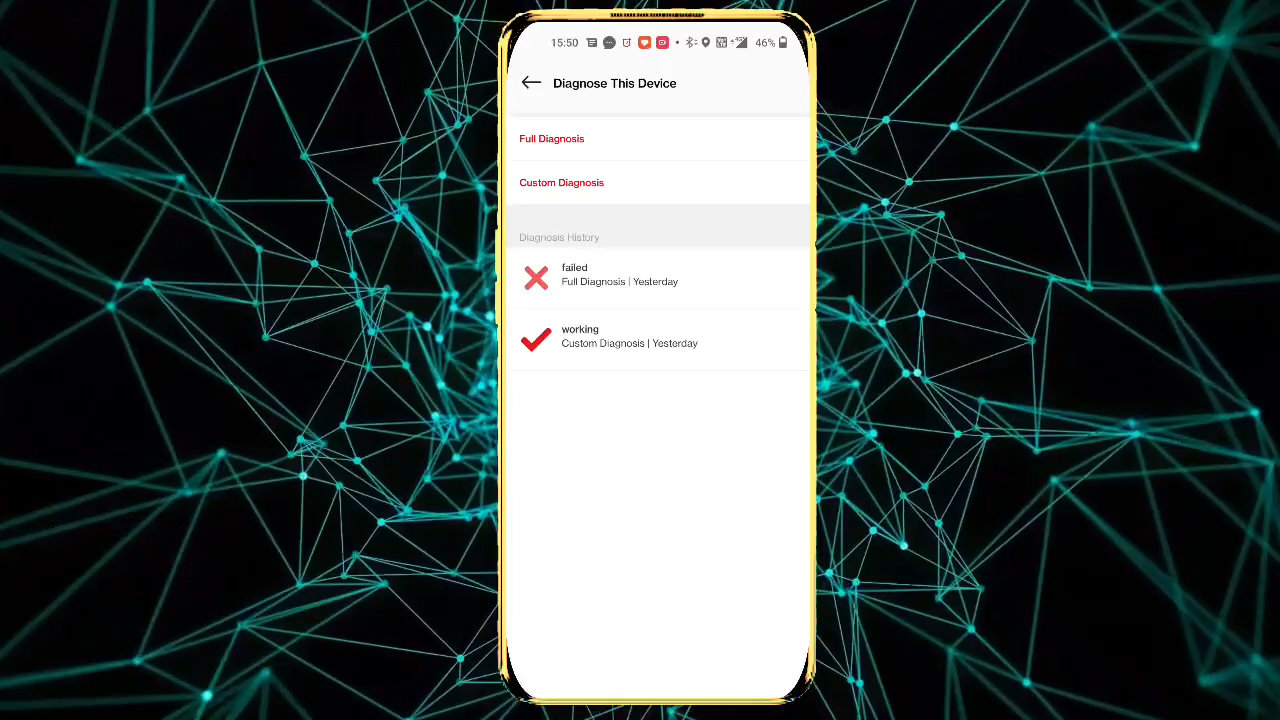 15:50 46%
Diagnose This Device
Full Diagnosis
Custom Diagnosis
Diagnosis History
failed
Full Diagnosis | Yesterday
working
Custom Diagnosis | Yesterday